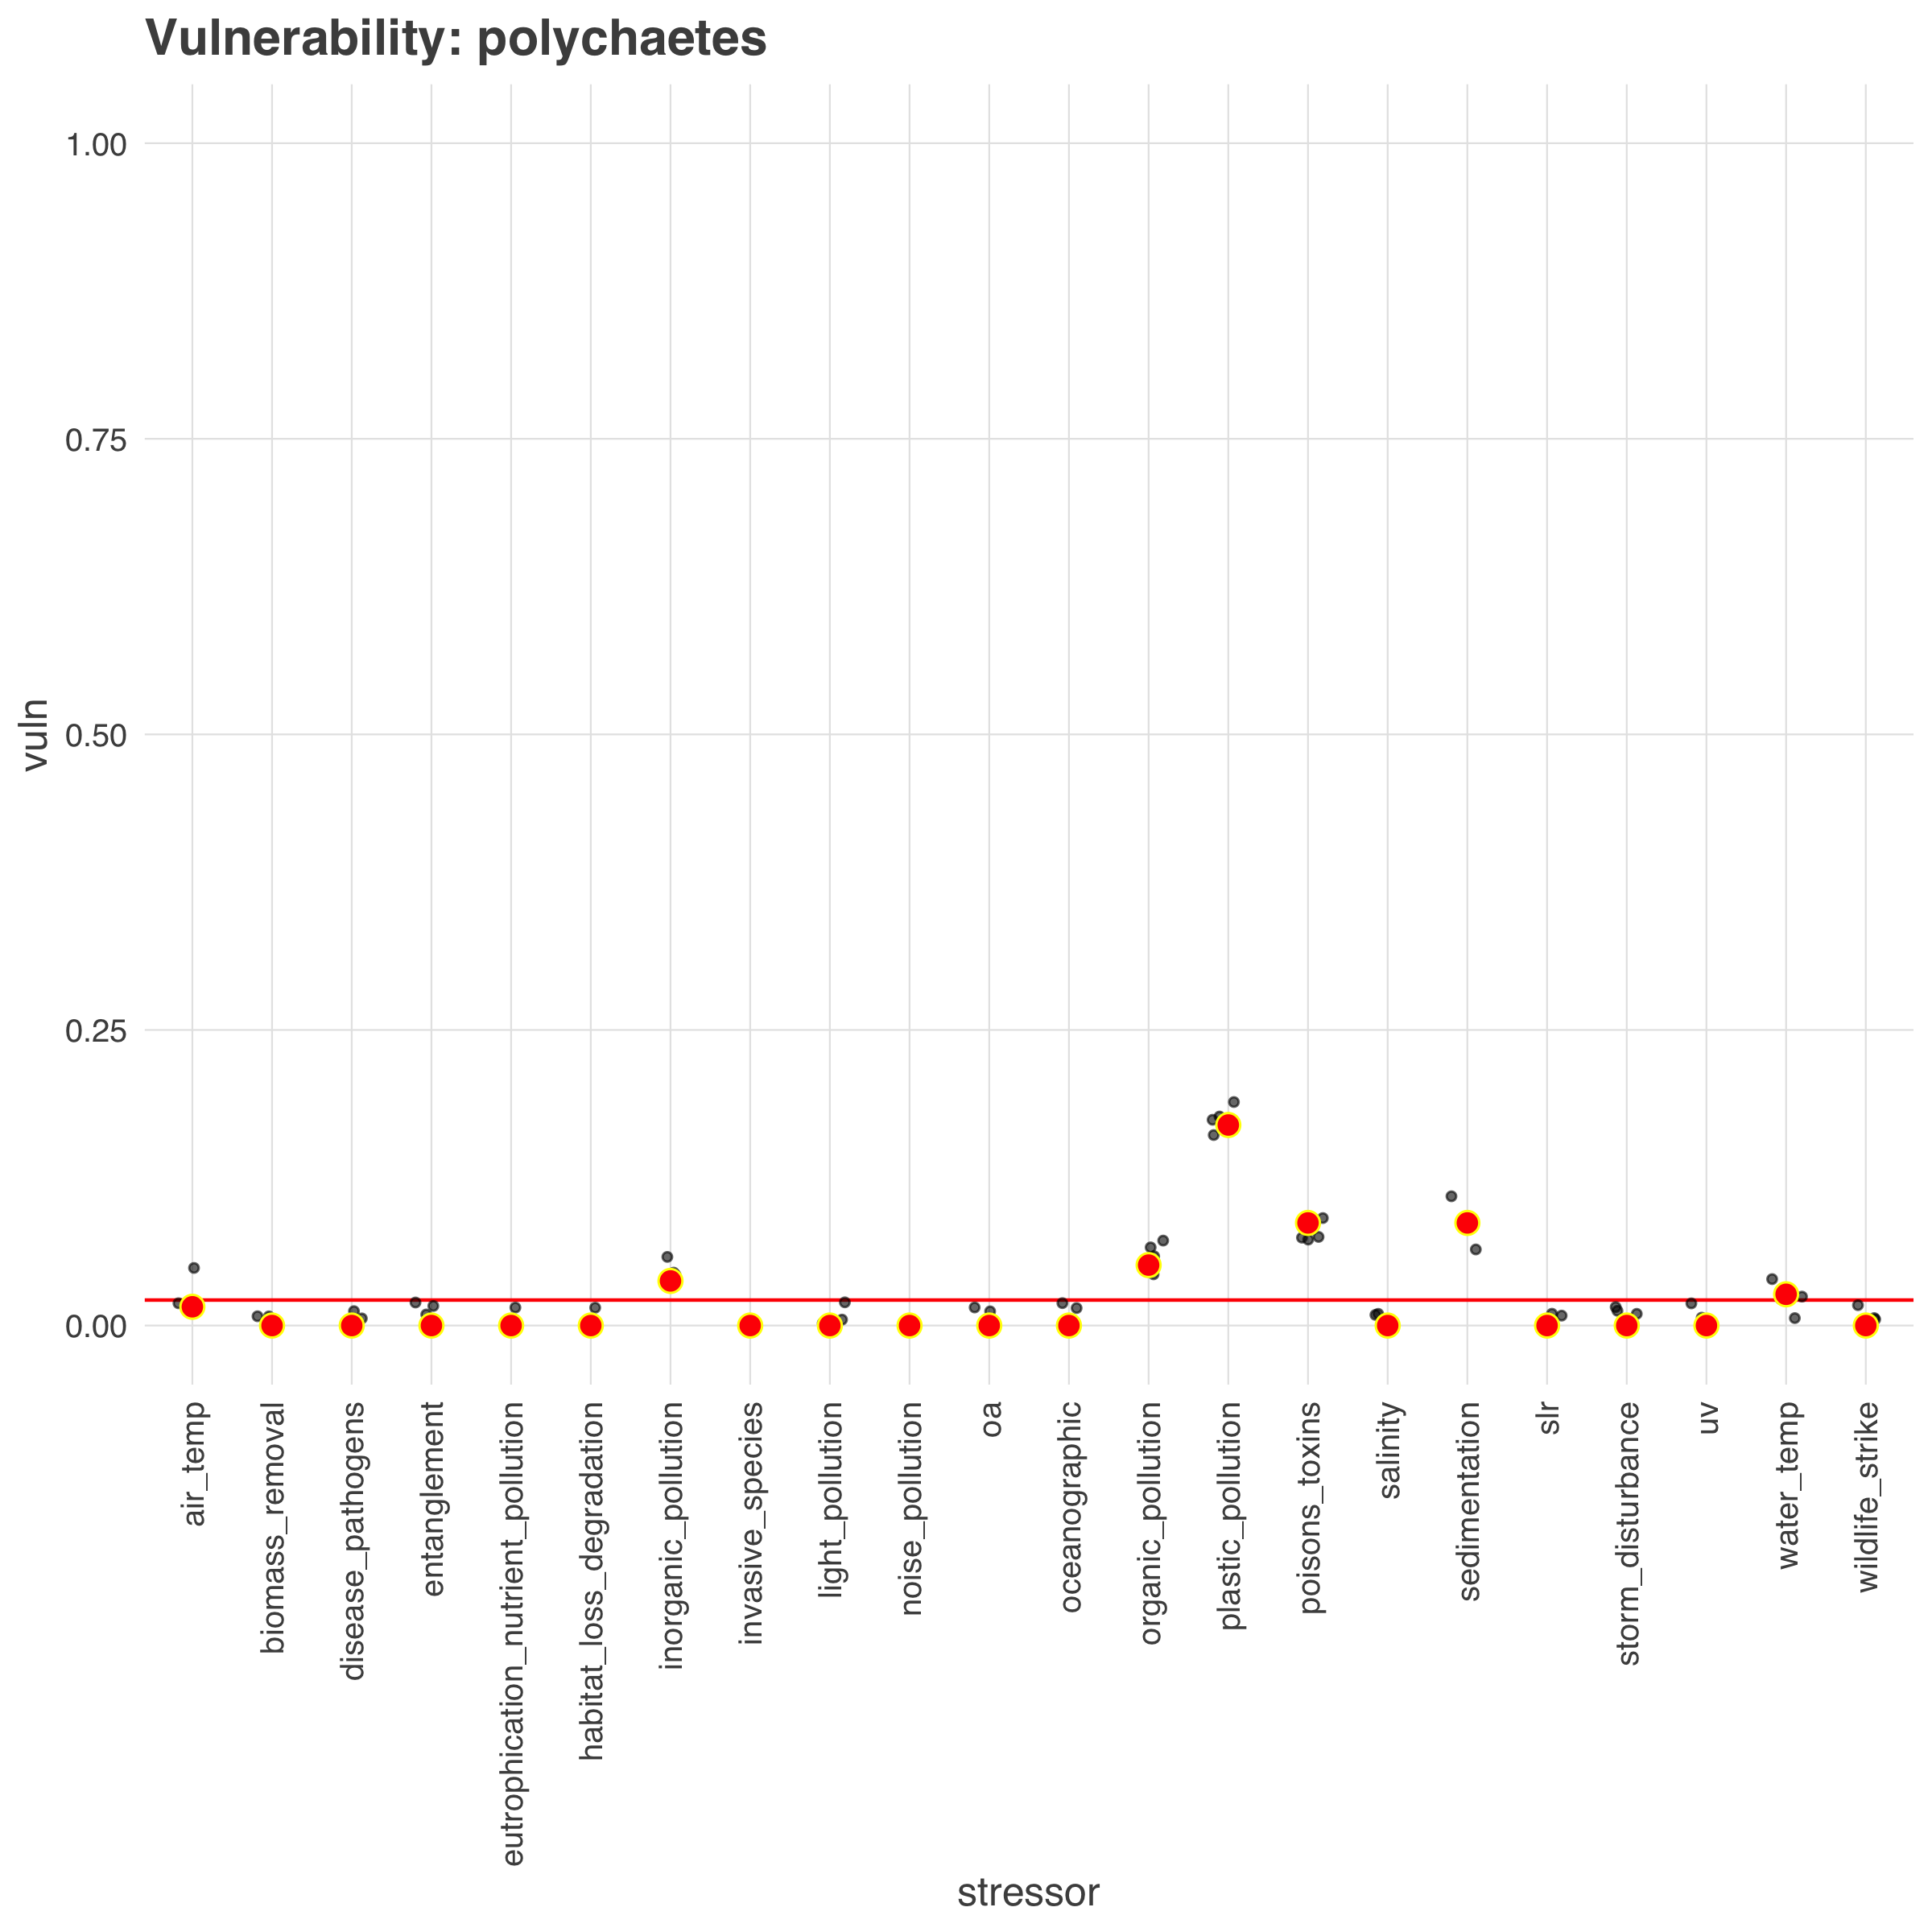 Vulnerability: polychaetes
1.00
0.75
0.50
0.25
0.00
vuln
air_temp
biomass_removal
disease_pathogens
entanglement
eutrophication_nutrient_pollution
habitat_loss_degradation
inorganic_pollution
invasive_species
light_pollution
noise_pollution
oa
oceanographic
organic_pollution
plastic_pollution
poisons_toxins
salinity
sedimentation
slr
storm_disturbance
uv
water_temp
wildlife_strike
stressor